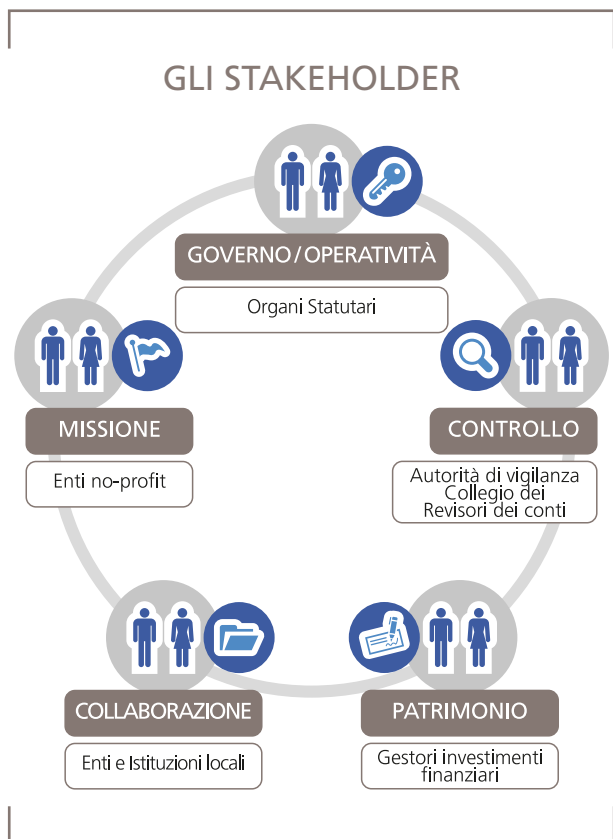 GLI STAKEHOLDER
GOVERNO/OPERATIVITÀ
Organi Statutari
MISSIONE
Enti no-profit
CONTROLLO
Autorità di vigilanza
Collegio dei
Revisori dei conti
COLLABORAZIONE
Enti e Istituzioni locali
PATRIMONIO
Gestori investimenti
finanziari